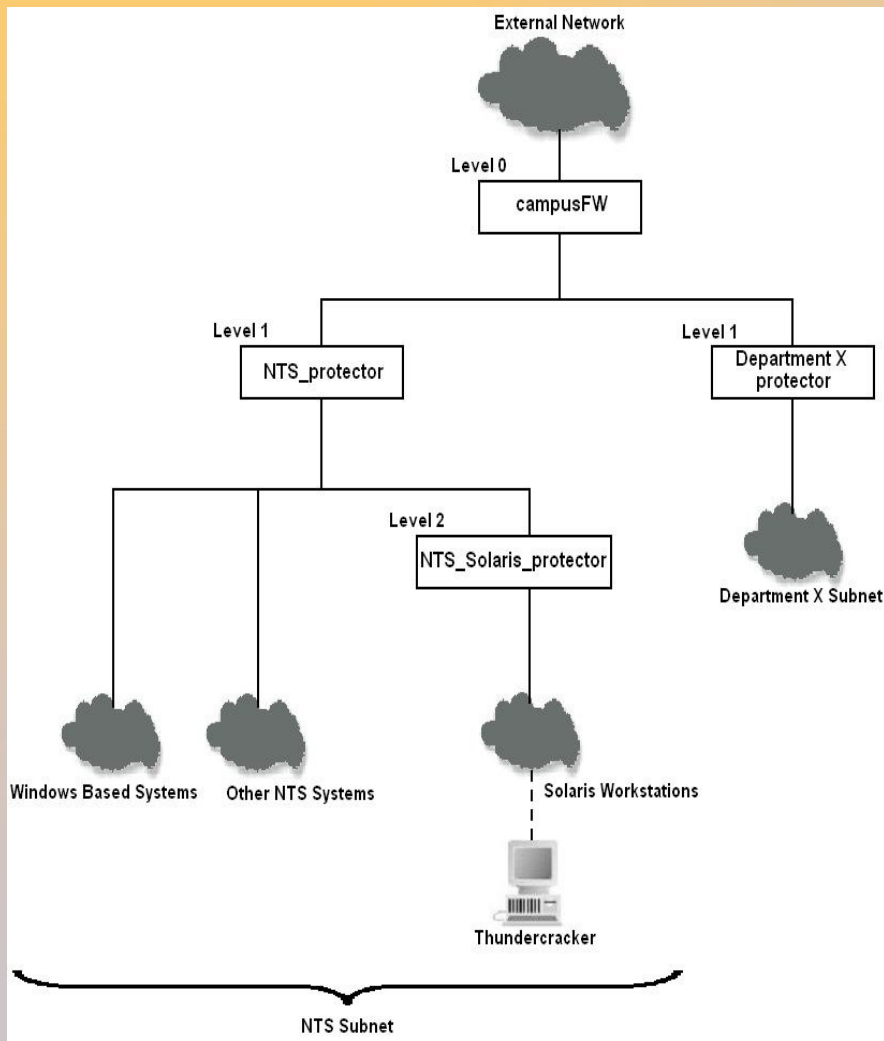 External Network
Level 0
campusFW
Level 1
Level 1
NTS_protector
Department X
protector
Level 2
NTS_Solaris_protector
Department X Subnet
Windows Based Systems
Other NTS Systems
Solaris Workstations
Thundercracker
NTS Subnet